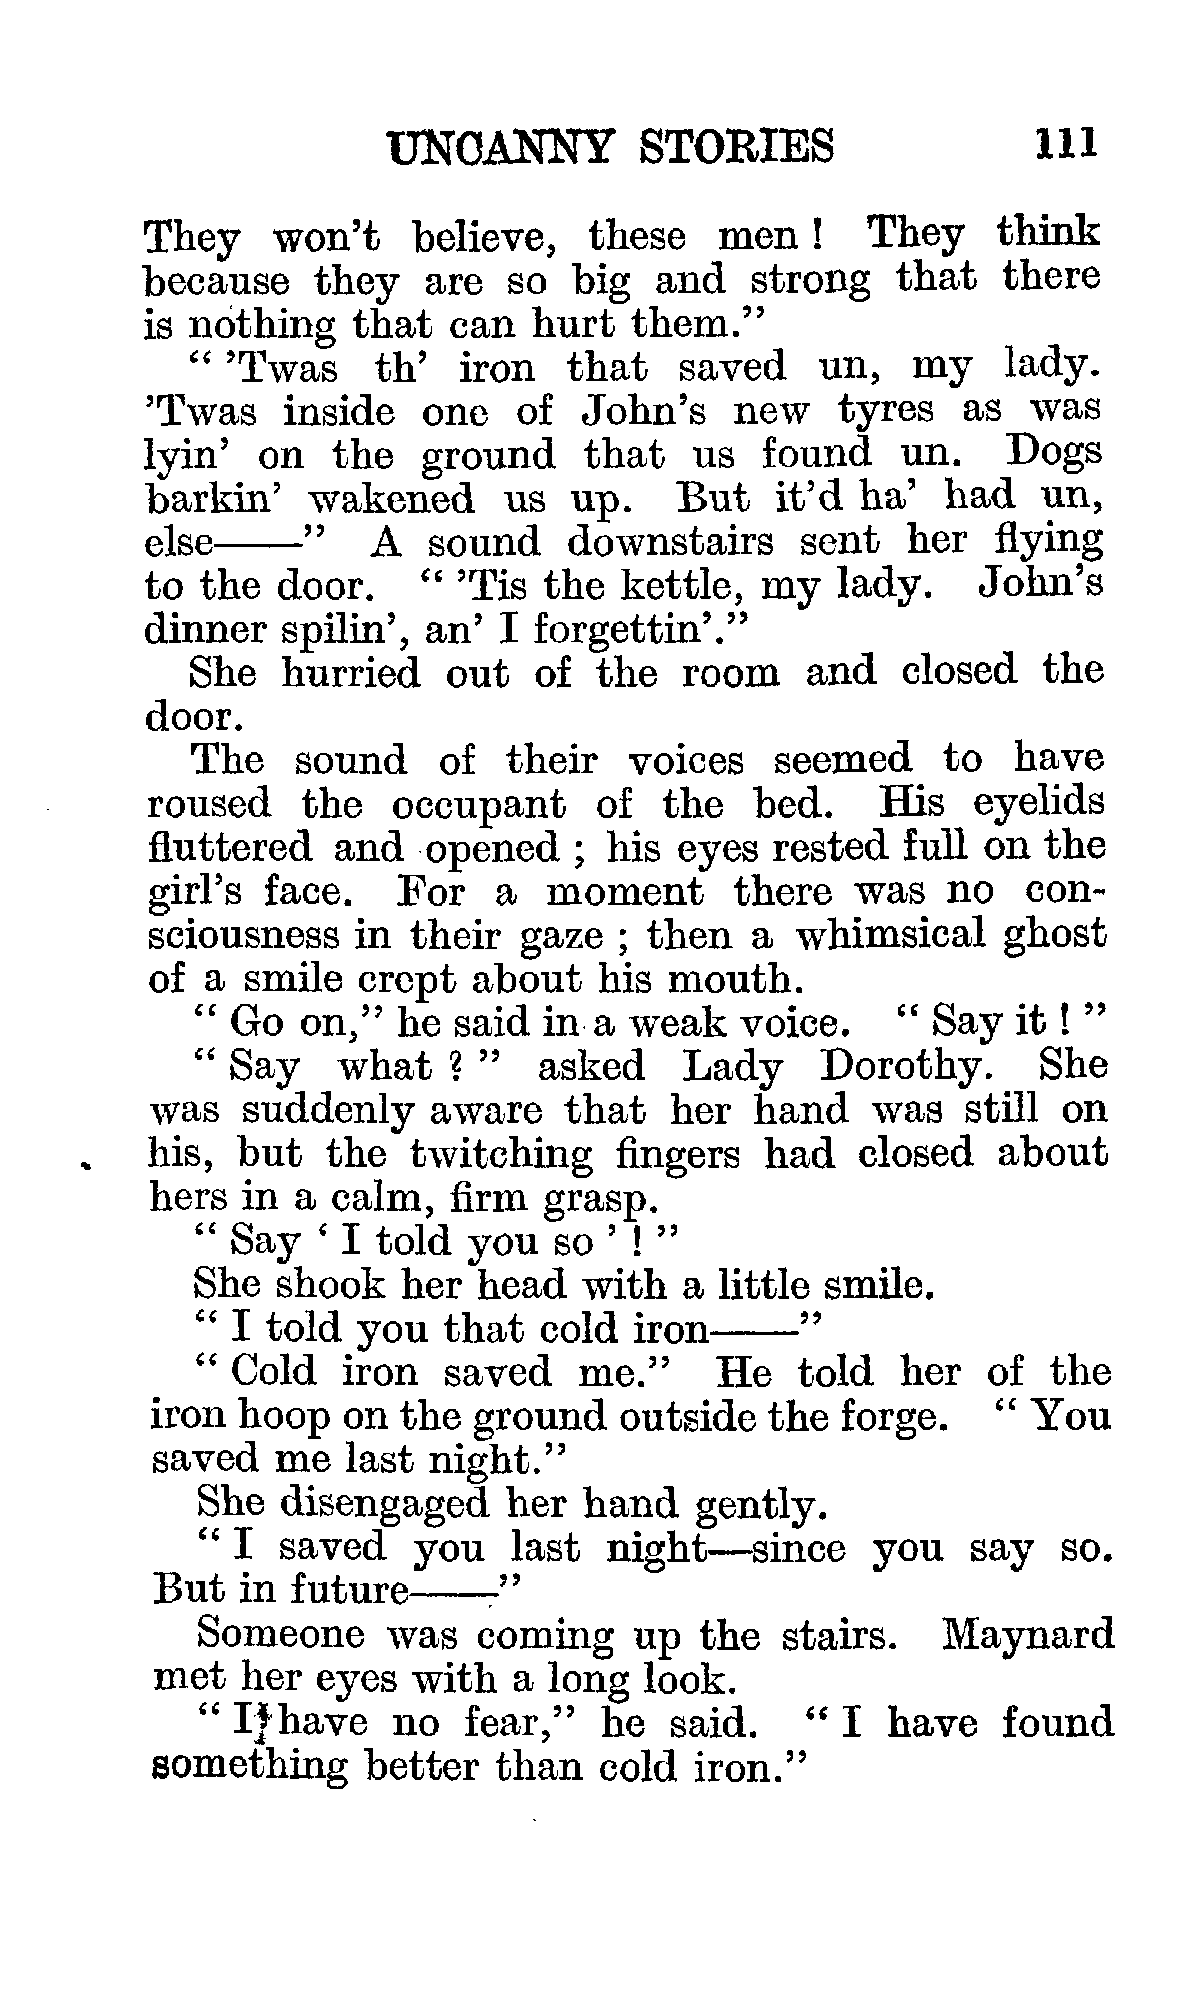 UNCANNY STORIES 111
They won't believe, these men ! They think
because they are so big and strong that there
is nothing that can hurt them."
" 'Twas th' iron that saved un, my lady.
'Twas inside one of John's new tyres as was
lyin' on the ground that us found un. Dogs
barkin' wakened us up. But it'd ha' had un,
else——" A sound downstairs sent her flying
to the door. " 'Tis the kettle, my lady. John's
dinner spilin', an' I forgettin'."
She hurried out of the room and closed the
door.
The sound of their voices seemed to have
roused the occupant of the bed. His eyelids
fluttered and opened ; his eyes rested full on the
girl's face. For a moment there was no con-
sciousness in their gaze ; then a whimsical ghost
of a smile crept about his mouth.
" Go on," he said in a weak voice. " Say it ! "
" Say what ? " asked Lady Dorothy. She
was suddenly aware that her hand was still on
his, but the twitching fingers had closed about
hers in a calm, firm grasp.
" Say ' I told you so ' ! "
She shook her head with a little smile.
" I told you that cold iron——"
" Cold iron saved me." He told her of the
iron hoop on the ground outside the forge. " You
saved me last night."
She disengaged her hand gently.
" I saved you last night—since you say so.
But in future——"
Someone was coming up the stairs. Maynard
met her eyes with a long look.
" I have no fear," he said. " I have found
something better than cold iron."